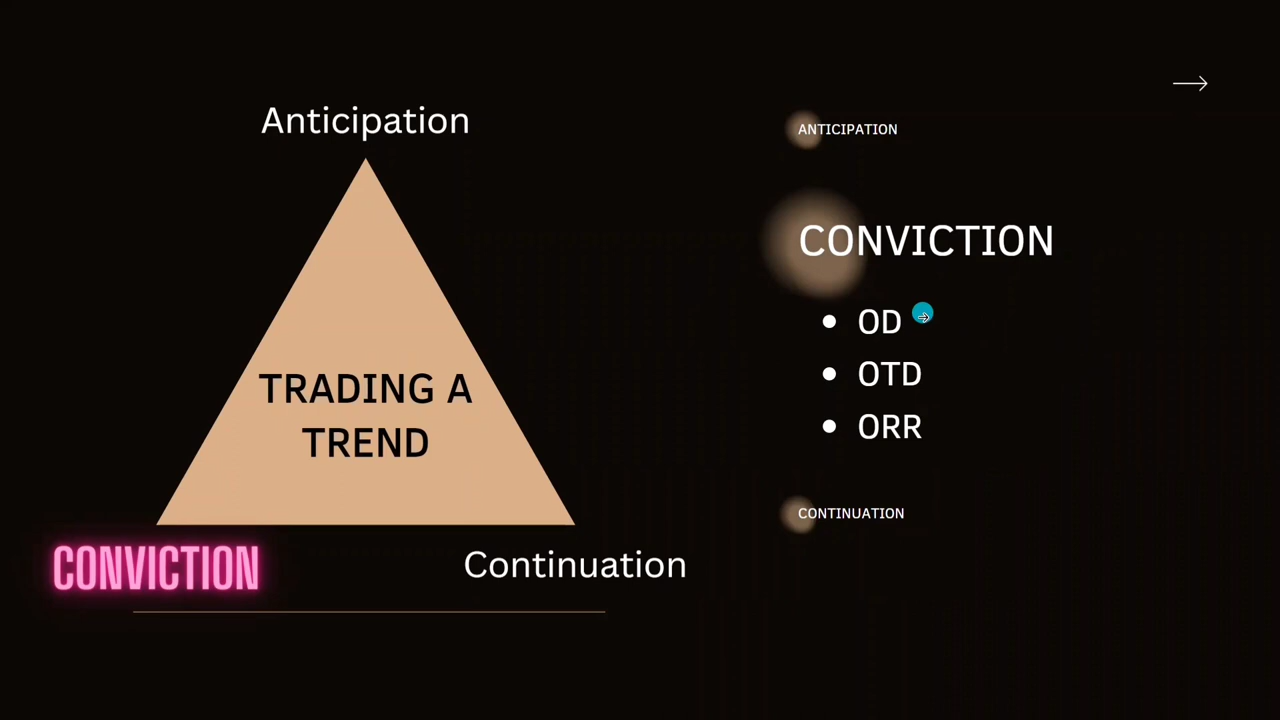 Anticipation
TRADING A
TREND
CONVICTION
Continuation
ANTICIPATION
CONVICTION
• OD
• OTD
• ORR
CONTINUATION